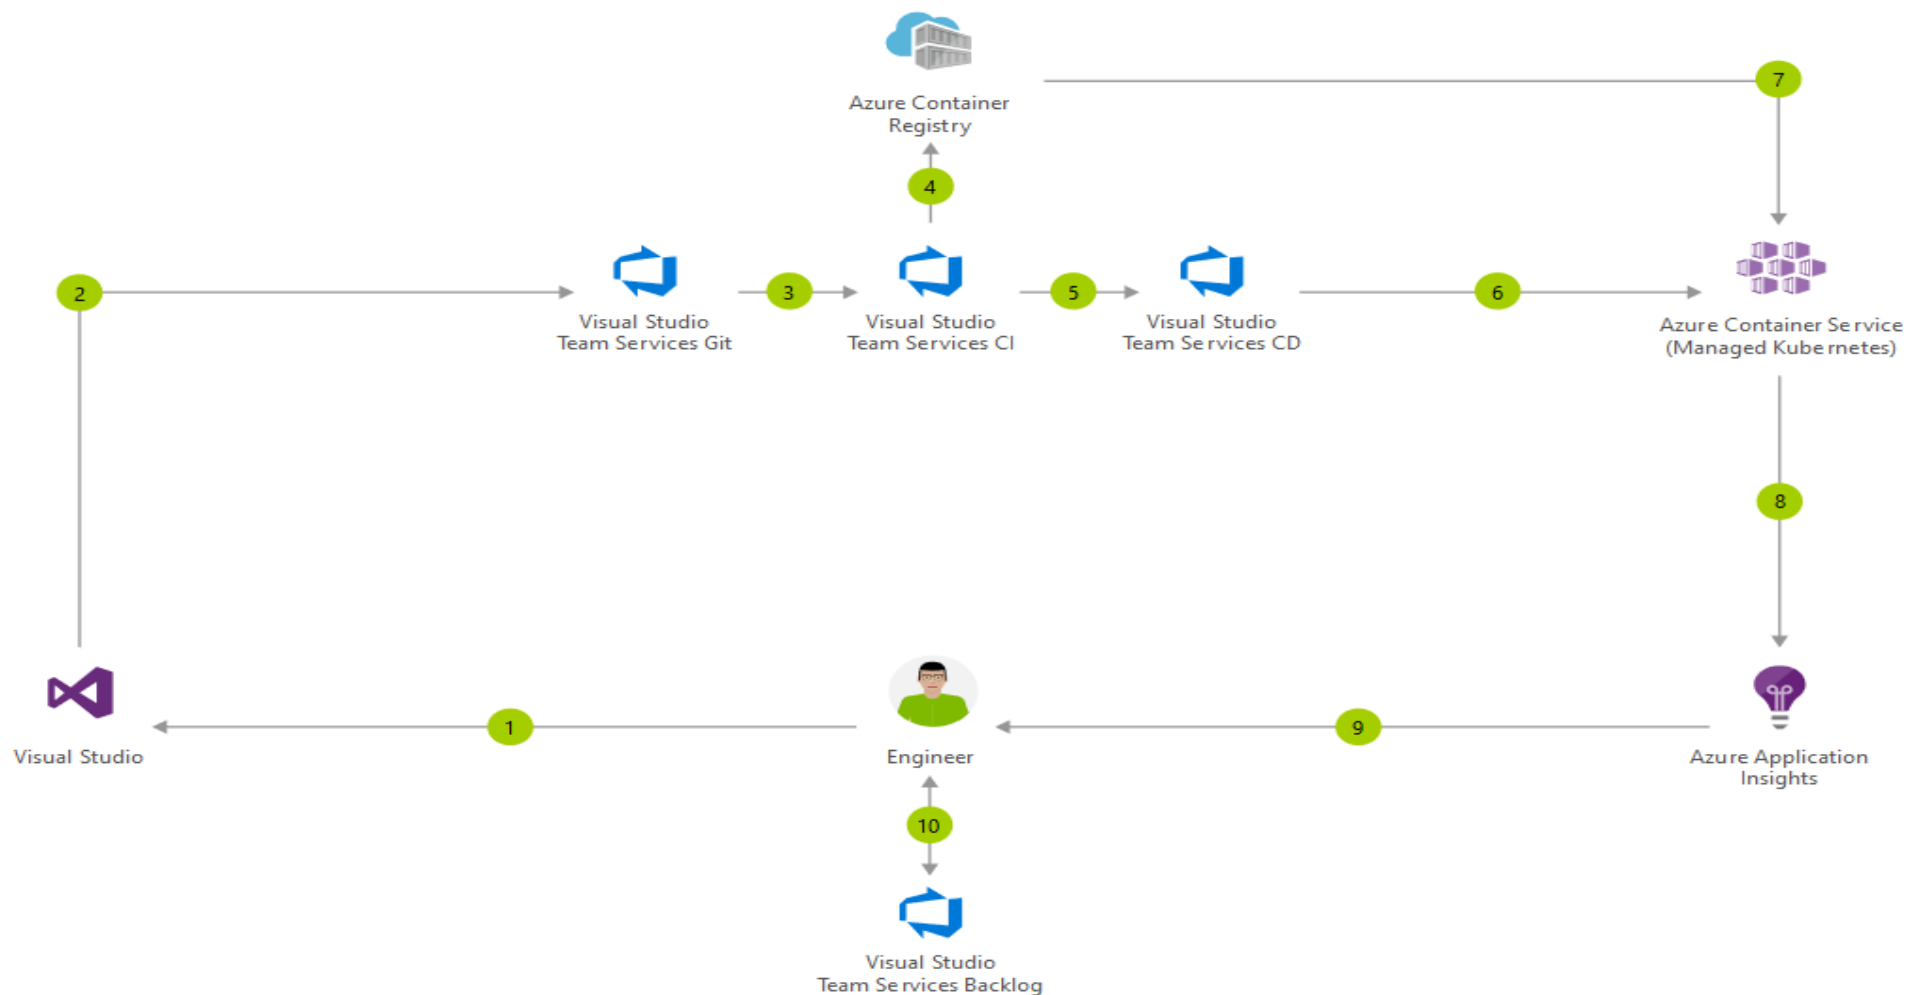 Azure Container
Registry
7
4
2
3
5
6
Visual Studio
Team Services Git
Visual Studio
Team Services CI
Visual Studio
Team Services CD
Azure Container Service
(Managed Kubernetes)
8
1
9
Visual Studio
Engineer
Azure Application
Insights
10
Visual Studio
Team Services Backlog